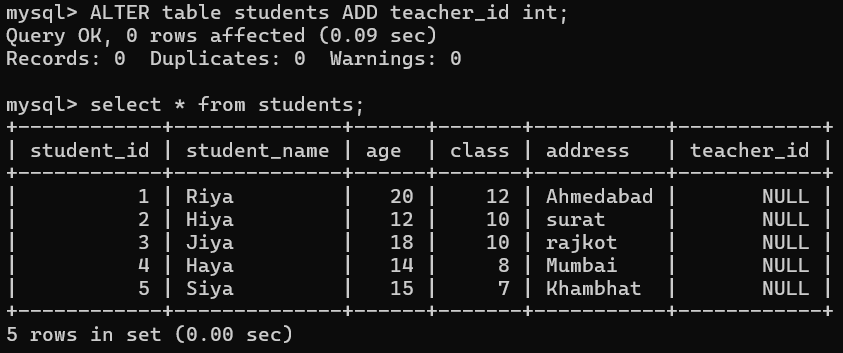 mysql> ALTER table students ADD teacher_id int;
Query OK, 0 rows affected (0.09 sec)
Records: 0  Duplicates: 0  Warnings: 0

mysql> select * from students;
+------------+--------------+------+-------+----------+------------+
| student_id | student_name | age  | class | address  | teacher_id |
+------------+--------------+------+-------+----------+------------+
|          1 | Riya         |   20 |    12 | Ahmedabad |       NULL |
|          2 | Hiya         |   12 |    10 | surat     |       NULL |
|          3 | Jiya         |   18 |    10 | rajkot    |       NULL |
|          4 | Haya         |   14 |     8 | Mumbai    |       NULL |
|          5 | Siya         |   15 |     7 | Khambhat  |       NULL |
+------------+--------------+------+-------+----------+------------+
5 rows in set (0.00 sec)